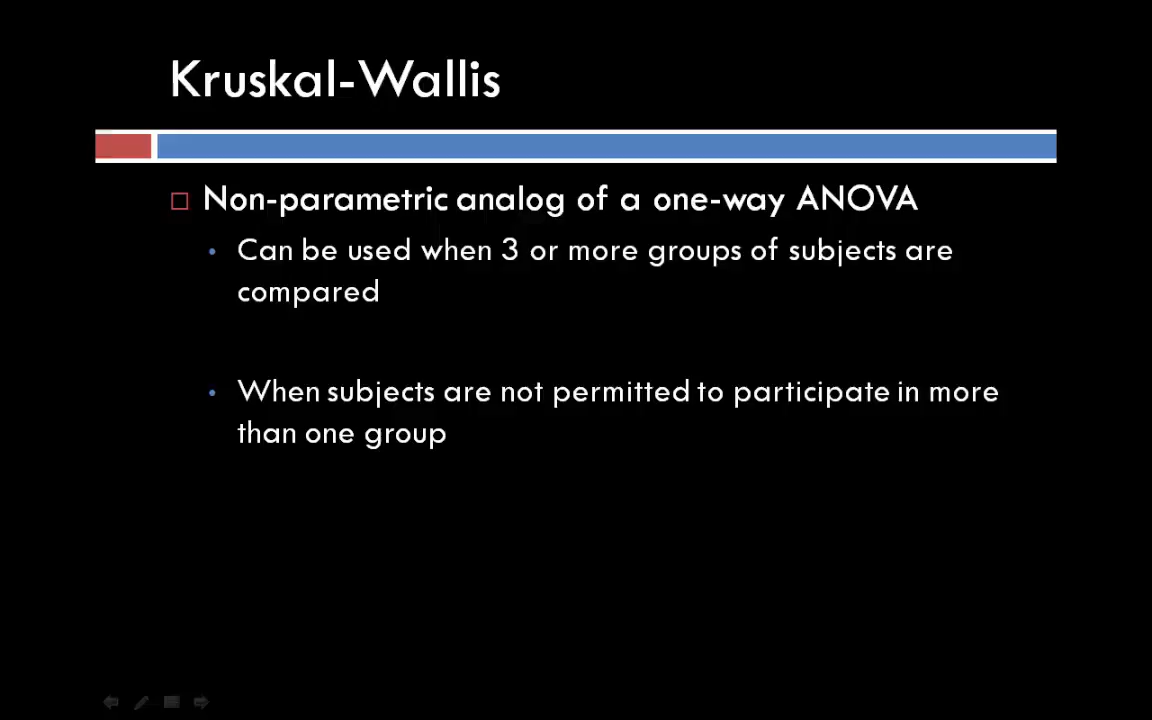 Kruskal-Wallis
Non-parametric analog of a one-way ANOVA
Can be used when 3 or more groups of subjects are
compared
When subjects are not permitted to participate in more
than one group